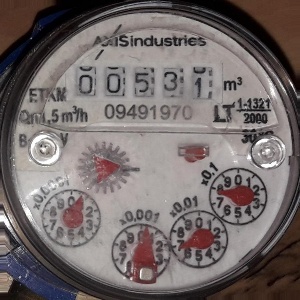 AXISindustries
00531 m³
ETKM
Qn 1,5 m³/h
09491970
LT 1-1321
2000
B V
x0,0001
x0,001
x0,01
x0,1